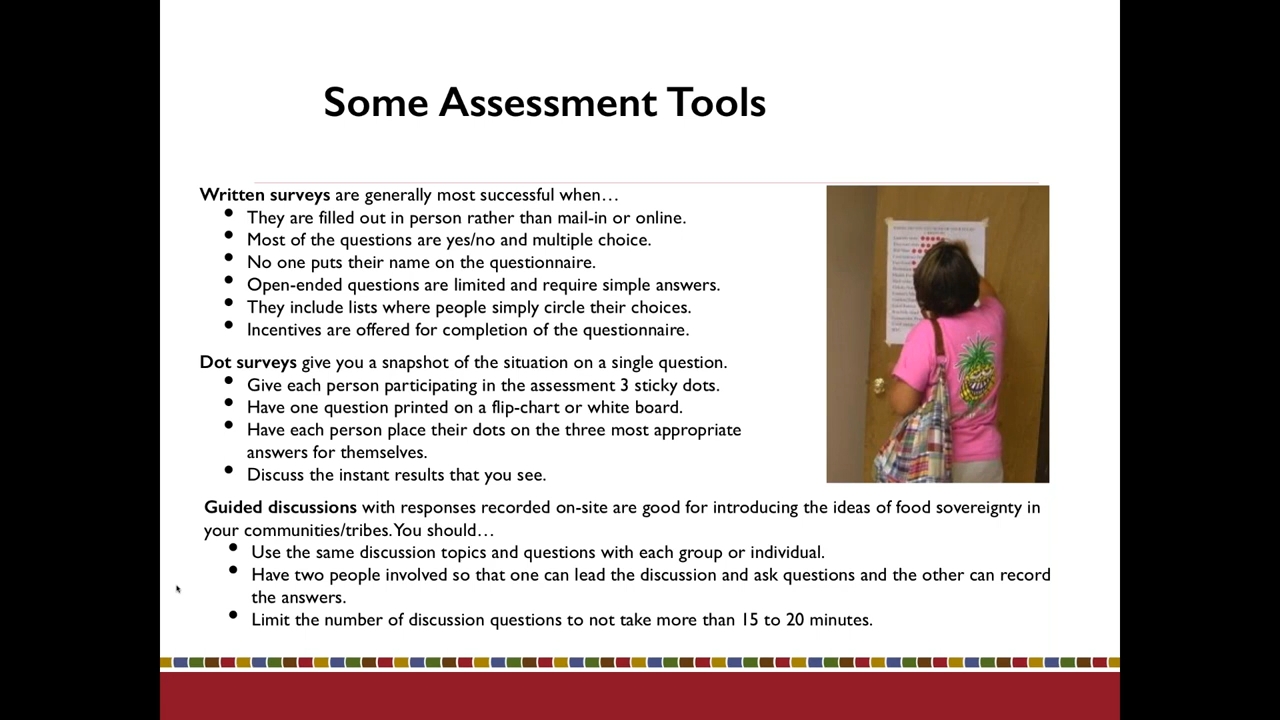 Some Assessment Tools
Written surveys are generally most successful when…
• They are filled out in person rather than mail-in or online.
• Most of the questions are yes/no and multiple choice.
• No one puts their name on the questionnaire.
• Open-ended questions are limited and require simple answers.
• They include lists where people simply circle their choices.
• Incentives are offered for completion of the questionnaire.
Dot surveys give you a snapshot of the situation on a single question.
• Give each person participating in the assessment 3 sticky dots.
• Have one question printed on a flip-chart or white board.
• Have each person place their dots on the three most appropriate
answers for themselves.
• Discuss the instant results that you see.
Guided discussions with responses recorded on-site are good for introducing the ideas of food sovereignty in
your communities/tribes. You should…
• Use the same discussion topics and questions with each group or individual.
• Have two people involved so that one can lead the discussion and ask questions and the other can record
the answers.
• Limit the number of discussion questions to not take more than 15 to 20 minutes.